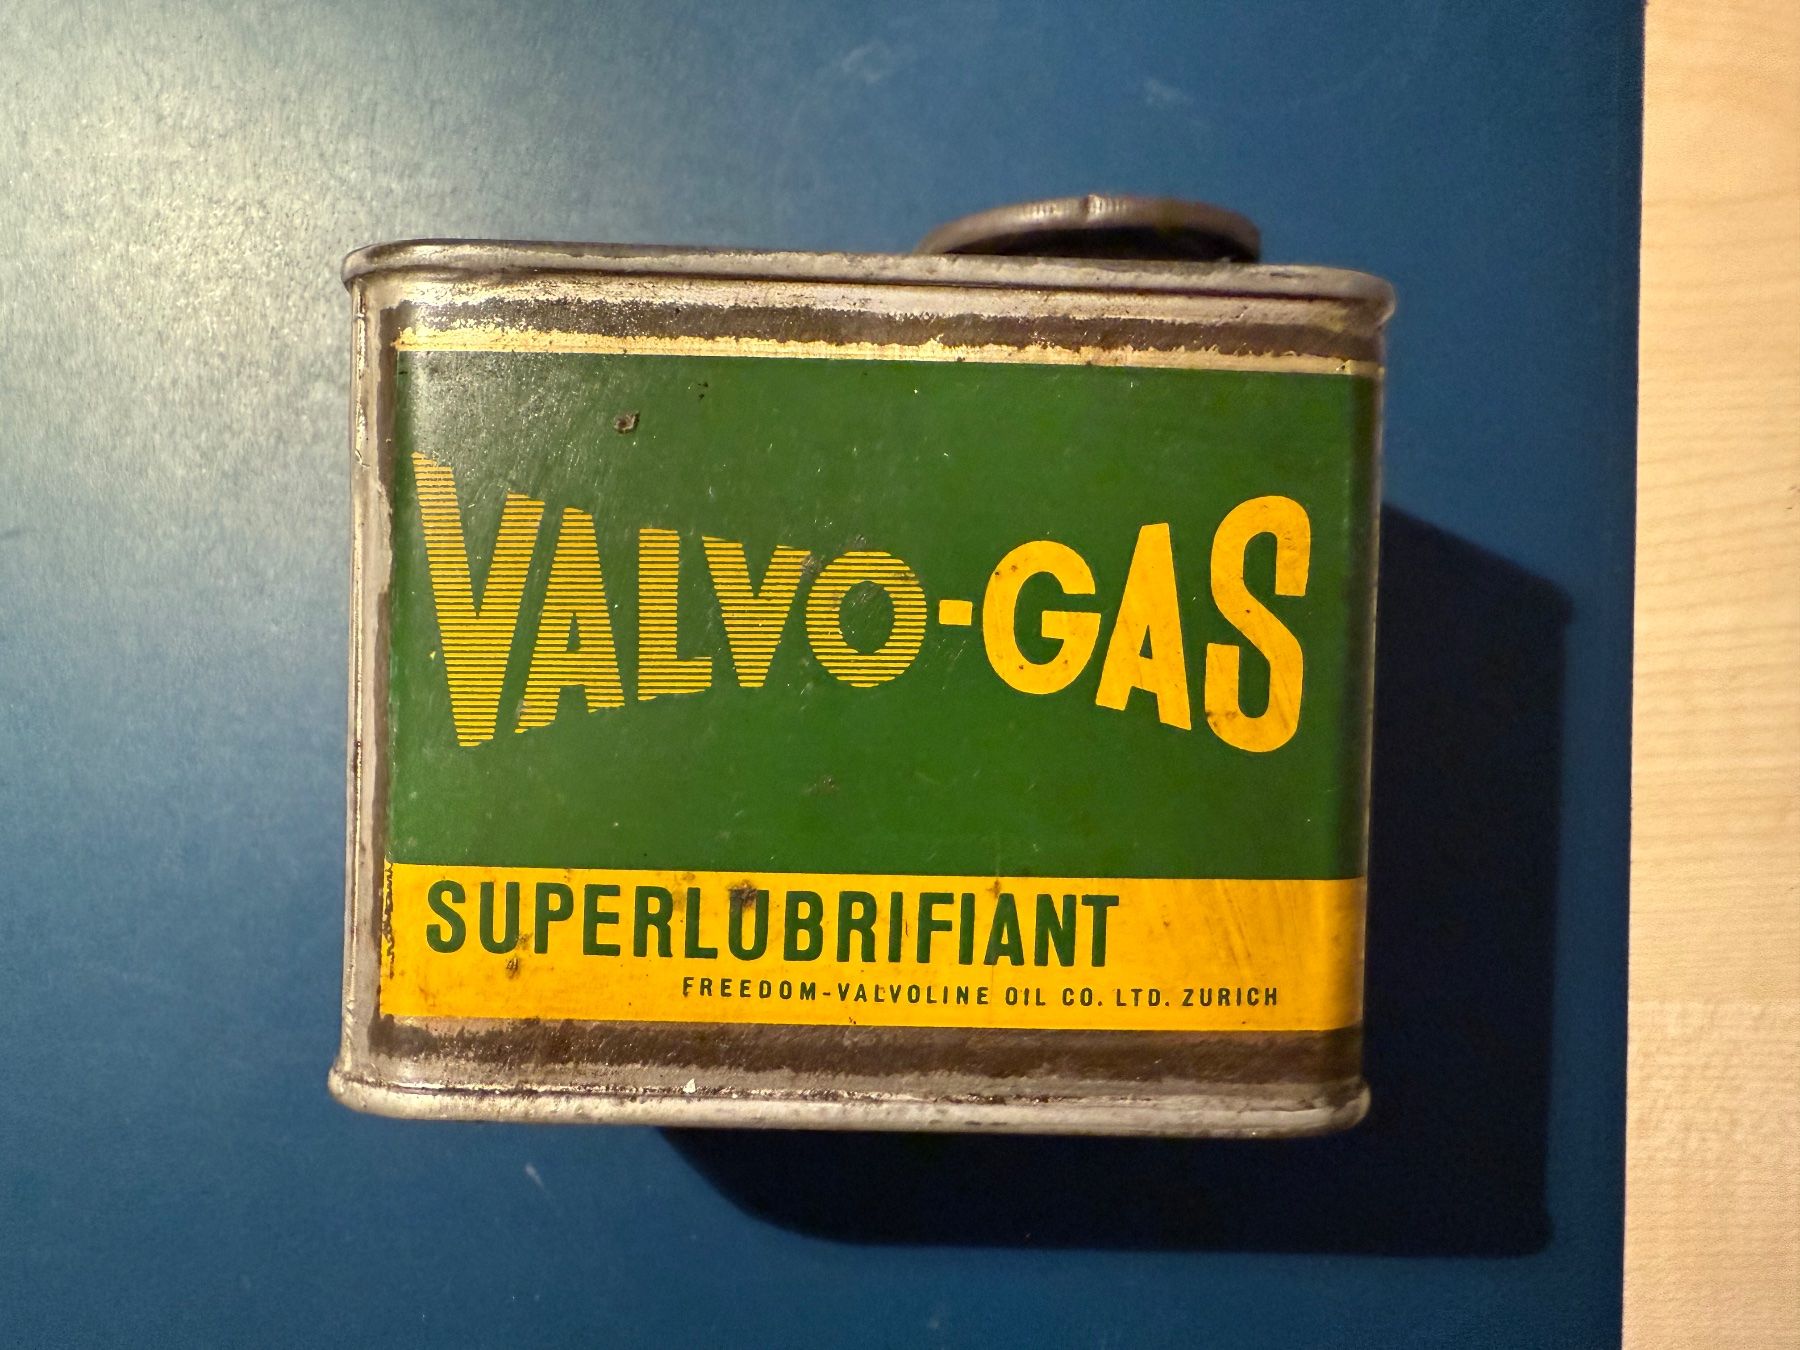 VALVO-GAS
SUPERLUBRIFIANT
FREEDOM-VALVOLINE OIL CO. LTD. ZURICH